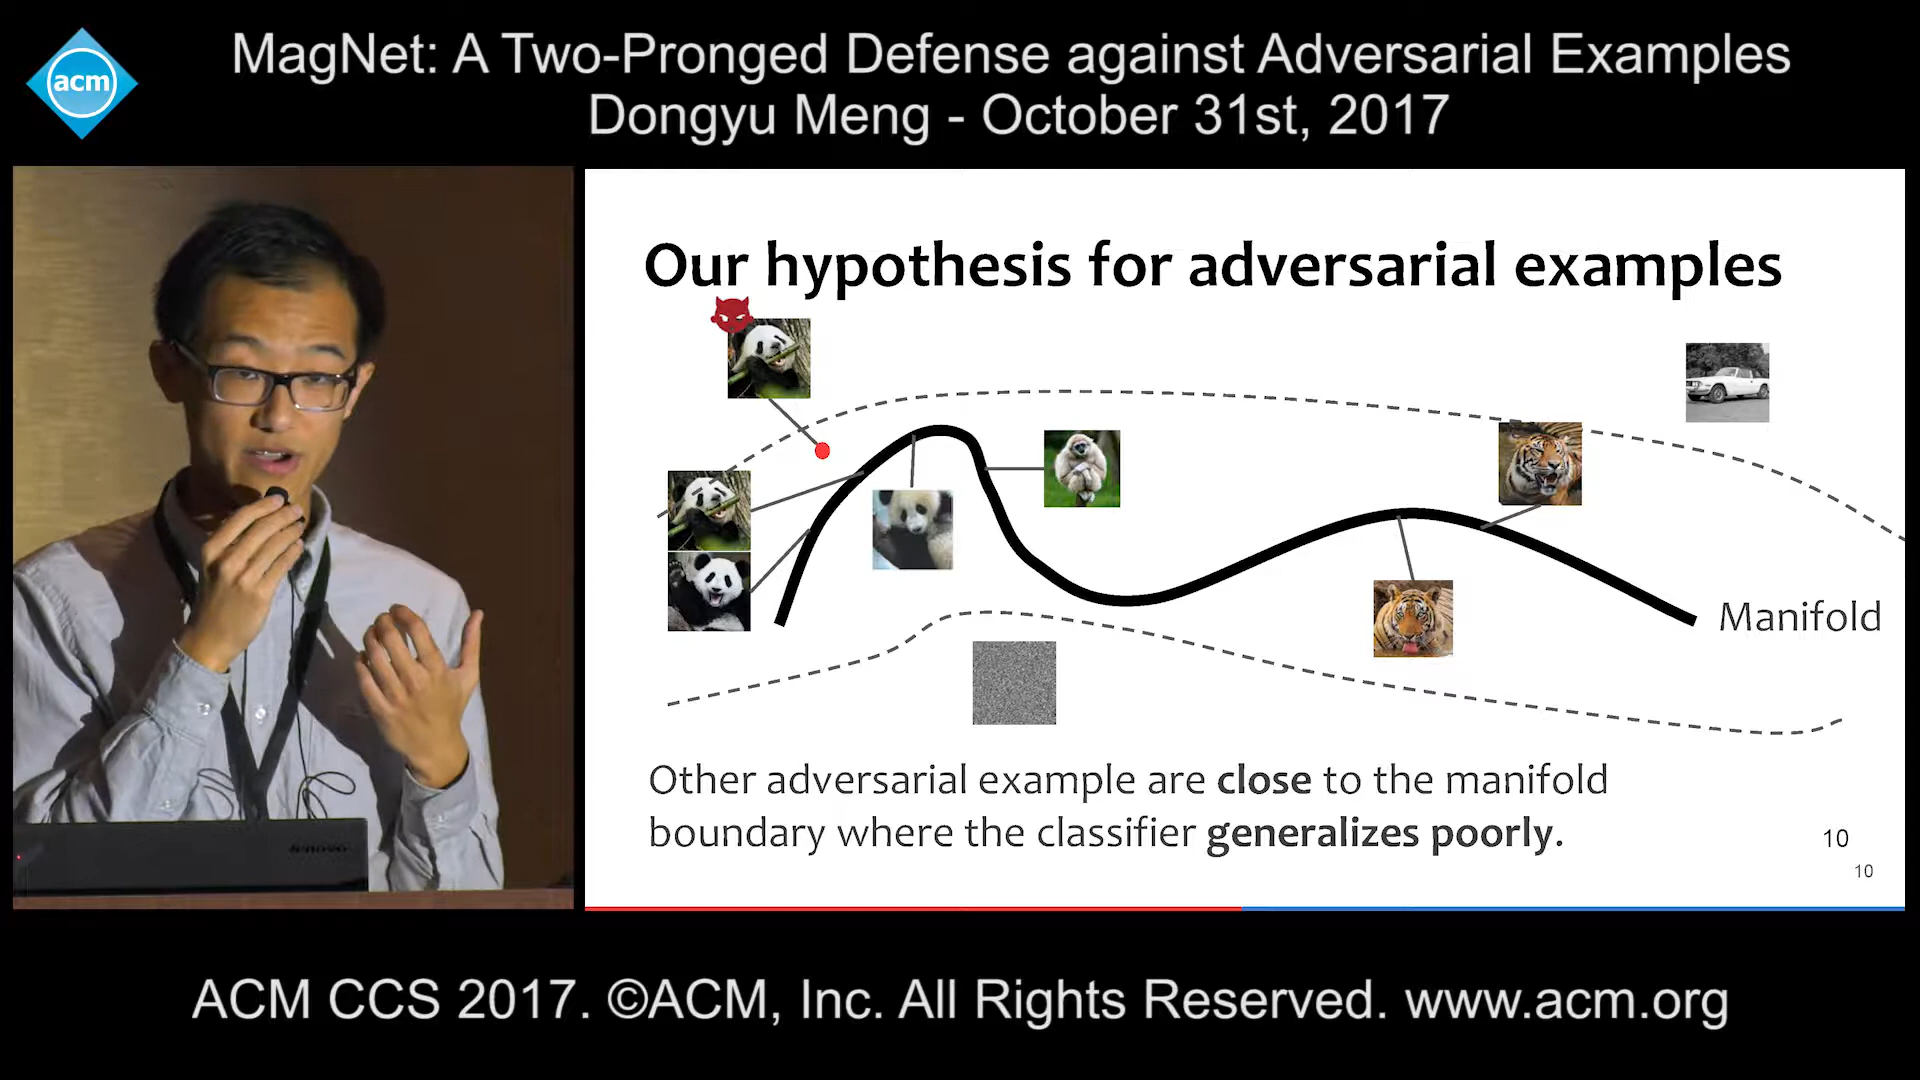 MagNet: A Two-Pronged Defense against Adversarial Examples
Dongyu Meng - October 31st, 2017
acm
Our hypothesis for adversarial examples
Manifold
Other adversarial example are close to the manifold
boundary where the classifier generalizes poorly.
10
10
lenovo
ACM CCS 2017. ©ACM, Inc. All Rights Reserved. www.acm.org